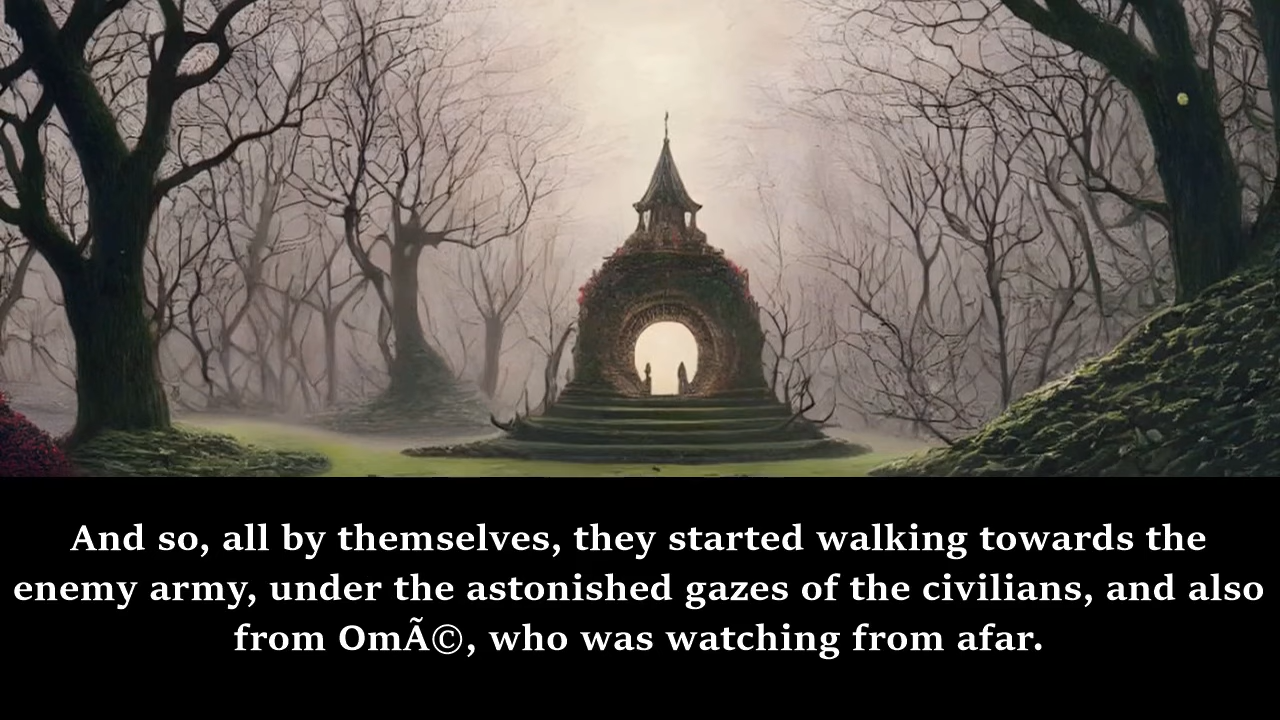 And so, all by themselves, they started walking towards the
enemy army, under the astonished gazes of the civilians, and also
from OmÃ©, who was watching from afar.